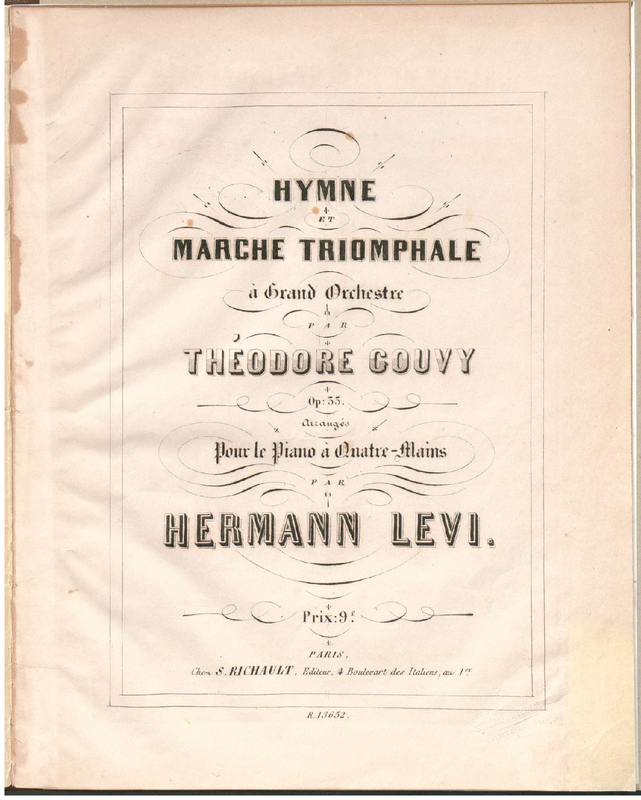 HYMNE
ET
MARCHE TRIOMPHALE
à Grand Orchestre
PAR
THÉODORE GOUVY
Op: 35.
Arrangés
Pour le Piano à Quatre-Mains
PAR
HERMANN LEVI.
Prix: 9f
PARIS,
Chez S. RICHAULT, Editeur, 4 Boulevart des Italiens, au 1er
R. 13652.